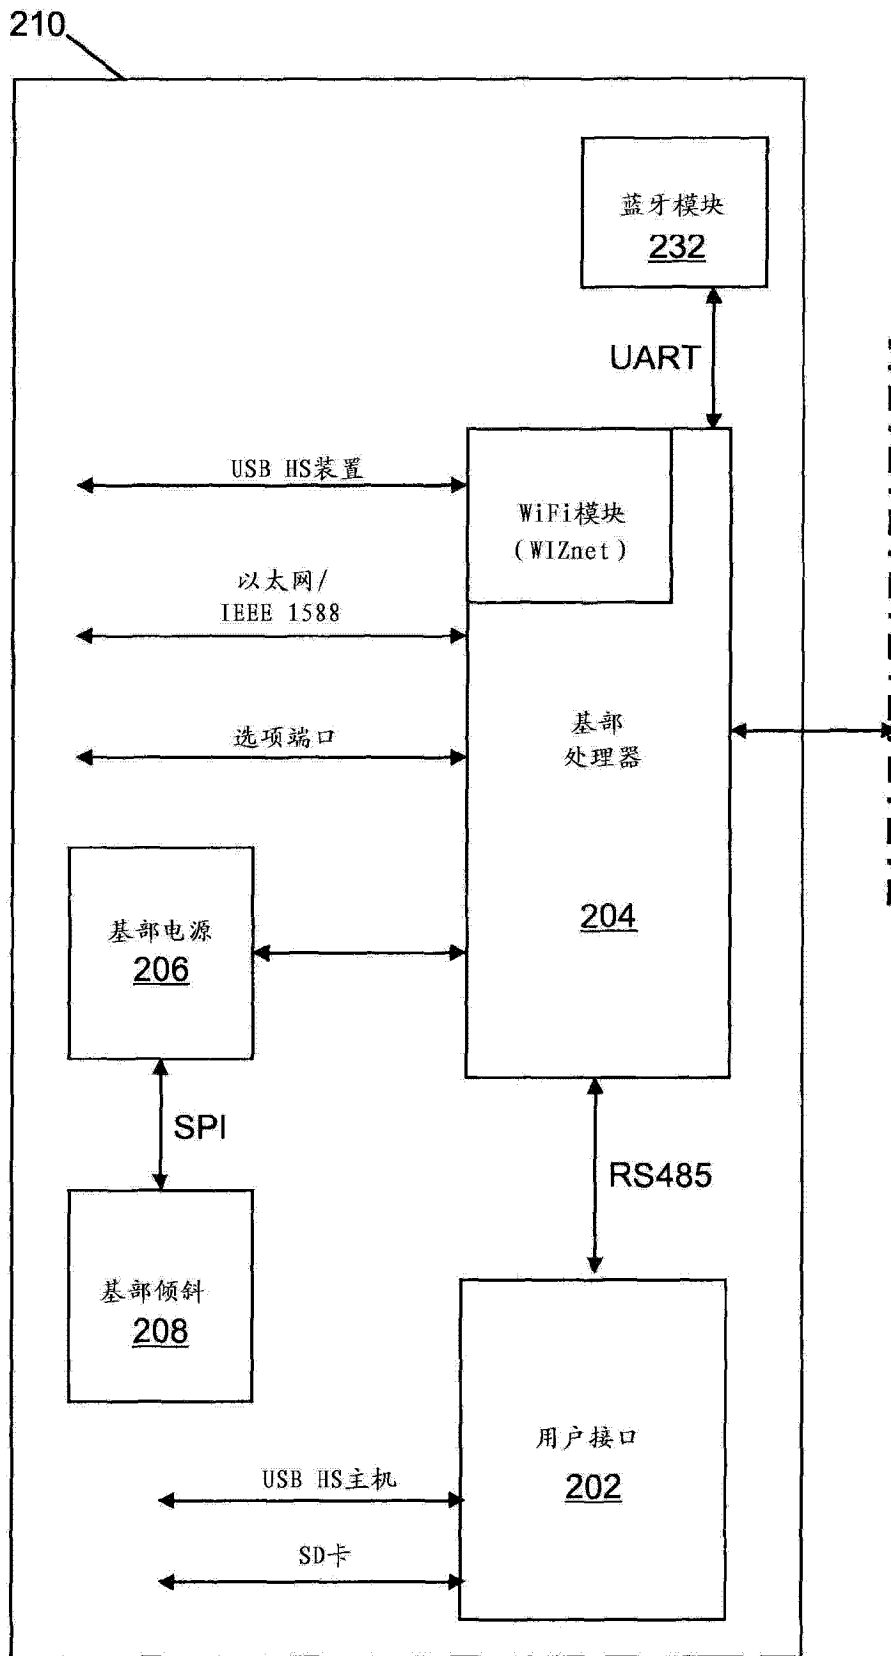 210
蓝牙模块
232
UART
USB HS装置
WiFi模块
(WIZnet)
以太网/
IEEE 1588
选项端口
基部
处理器
204
基部电源
206
SPI
RS485
基部倾斜
208
用户接口
202
USB HS主机
SD卡